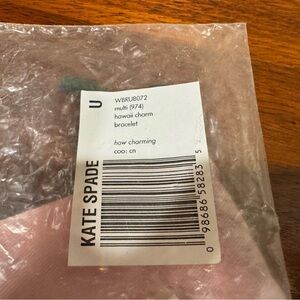 U
WBRUB072
multi (974)
hawaii charm
bracelet
how charming
coo: cn
KATE SPADE
0 98686 58283 5